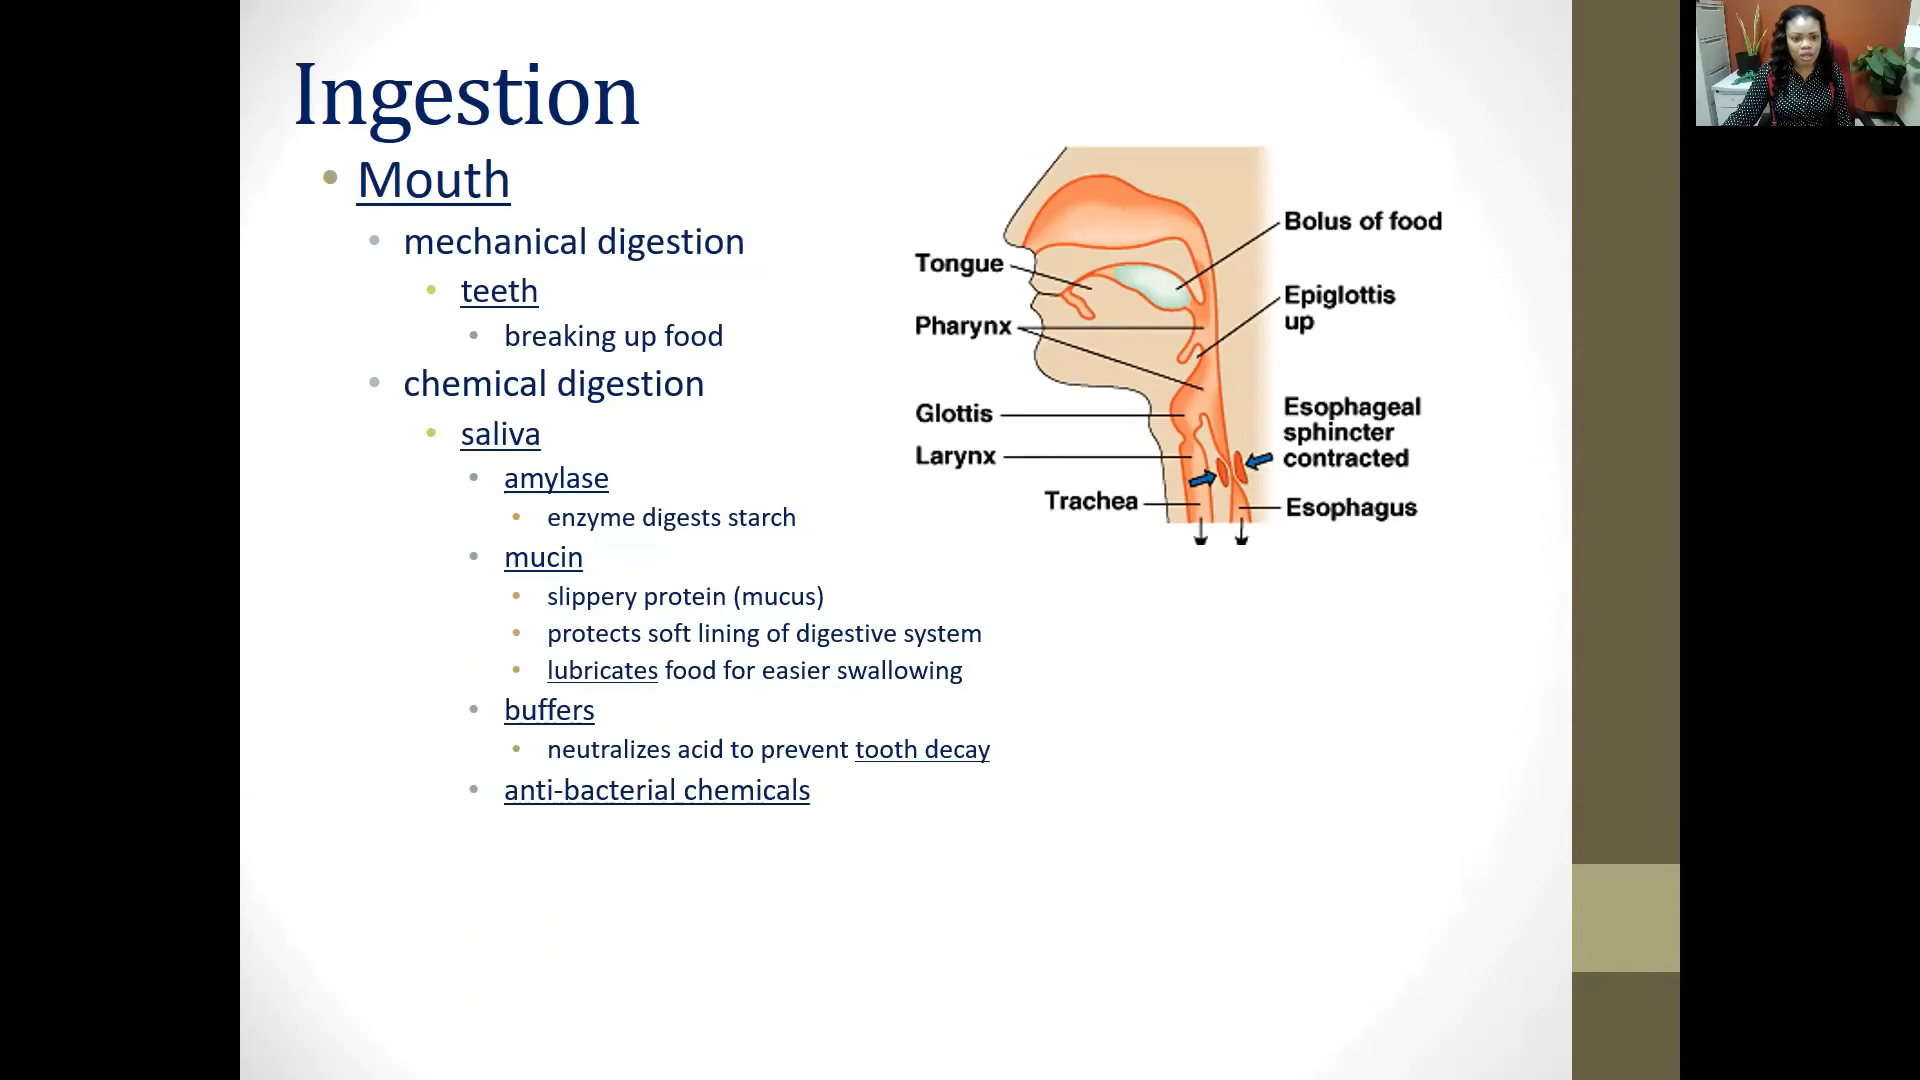 Ingestion
Mouth
mechanical digestion
teeth
breaking up food
chemical digestion
saliva
amylase
enzyme digests starch
mucin
slippery protein (mucus)
protects soft lining of digestive system
lubricates food for easier swallowing
buffers
neutralizes acid to prevent tooth decay
anti-bacterial chemicals
Tongue
Pharynx
Glottis
Larynx
Trachea
Bolus of food
Epiglottis
up
Esophageal
sphincter
contracted
Esophagus